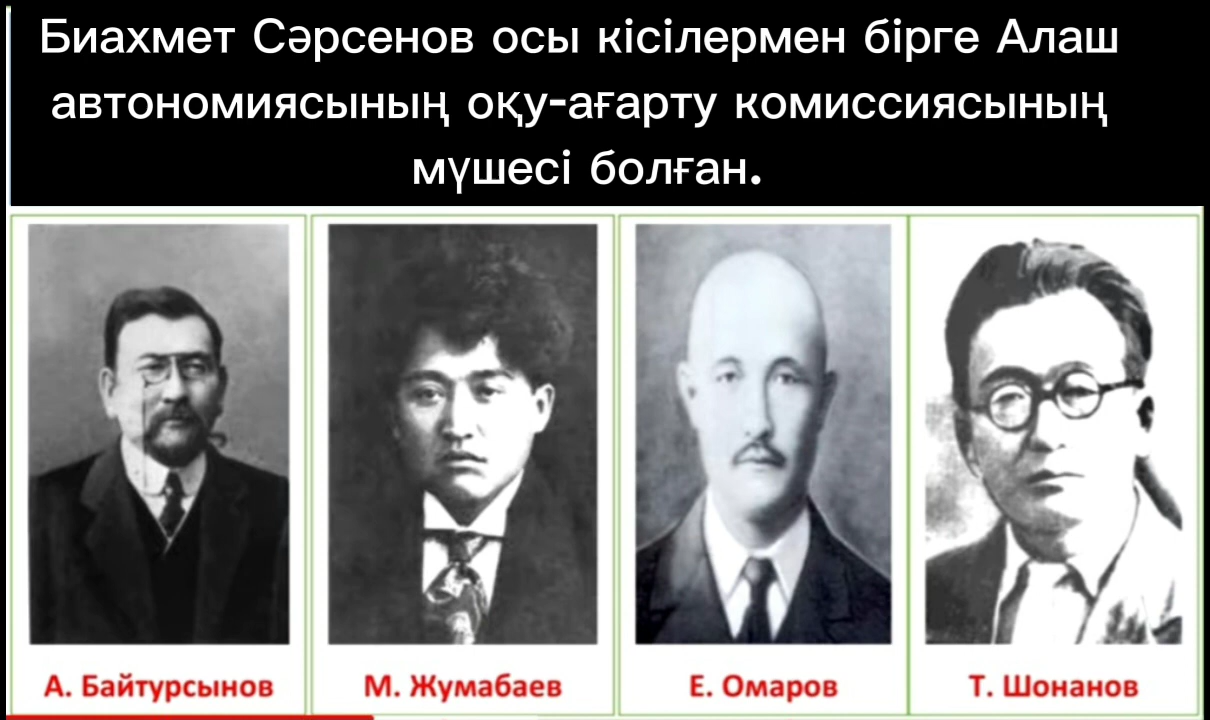 Биахмет Сәрсенов осы кісілермен бірге Алаш
автономиясының оқу-ағарту комиссиясының
мүшесі болған.
А. Байтурсынов
М. Жумабаев
Е. Омаров
Т. Шонанов